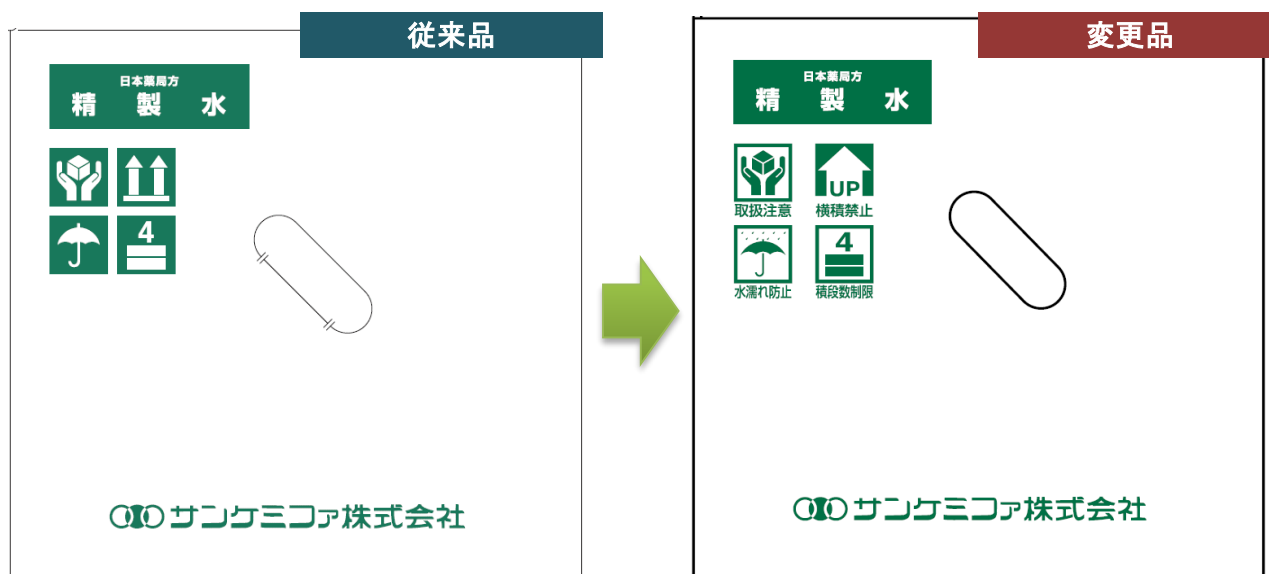 従来品
日本薬局方
精 製 水
4
サンケミファ株式会社
変更品
日本薬局方
精 製 水
UP
取扱注意 横積禁止
4
水濡れ防止 積段数制限
サンケミファ株式会社